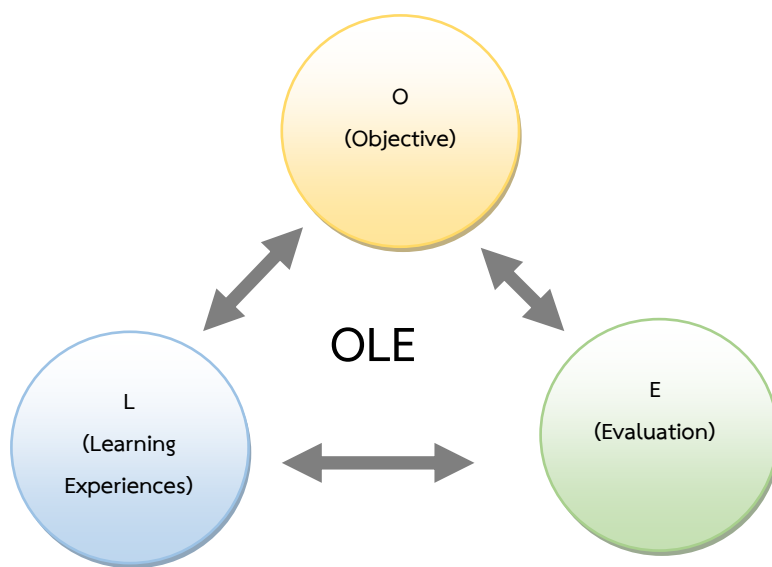 O
(Objective)
OLE
L
(Learning
Experiences)
E
(Evaluation)